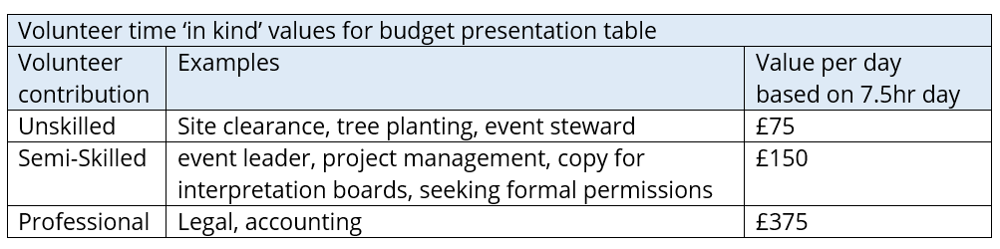 Volunteer time ‘in kind’ values for budget presentation table
Volunteer contribution
Examples
Value per day based on 7.5hr day
Unskilled
Site clearance, tree planting, event steward
£75
Semi-Skilled
event leader, project management, copy for
interpretation boards, seeking formal permissions
£150
Professional
Legal, accounting
£375